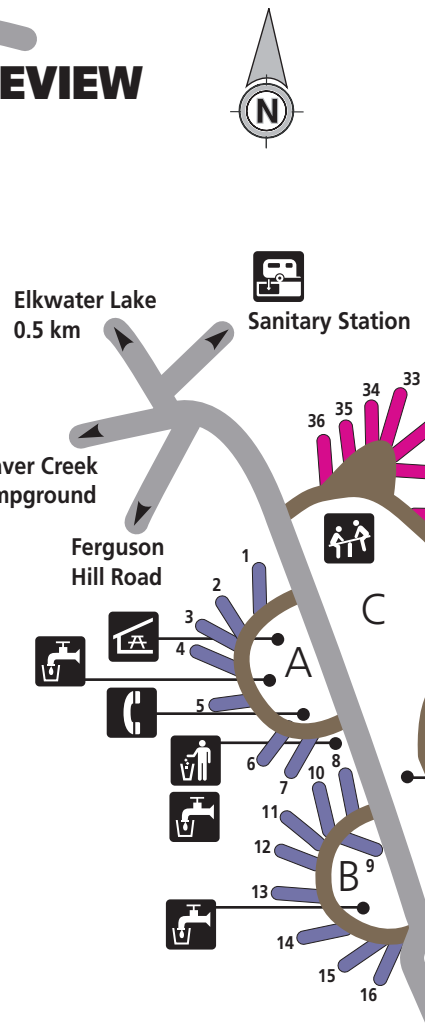 EVIEW
N
Elkwater Lake
0.5 km
Sanitary Station
aver Creek
mpground
Ferguson
Hill Road
33
34
35
36
C
1
2
3
4
A
5
6
7
8
10
11
12
B
9
13
14
15
16